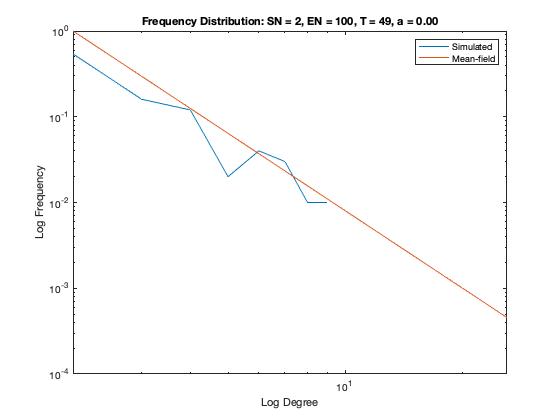 Frequency Distribution: SN = 2, EN = 100, T = 49, a = 0.00
10^0
Simulated
Mean-field
10^-1
10^-2
10^-3
10^-4
Log Frequency
10^1
Log Degree